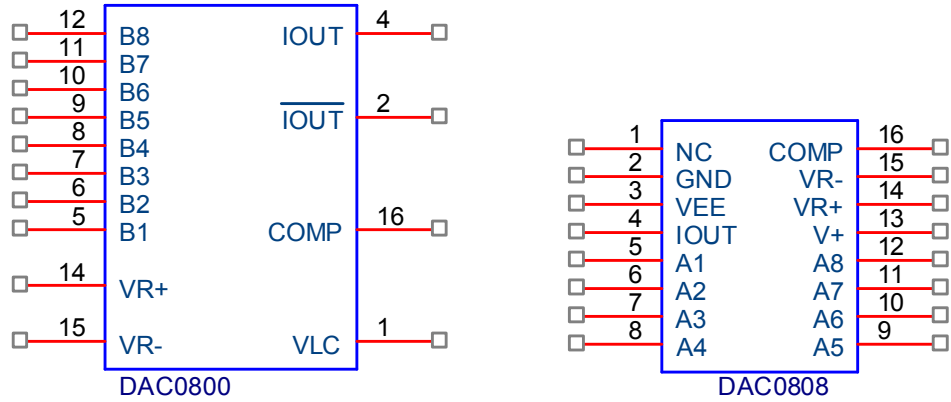 12 B8 IOUT 4
11 B7
10 B6
9 B5 IOUT 2
8 B4
7 B3
6 B2
5 B1 COMP 16
14 VR+
15 VR- VLC 1
DAC0800
1 NC COMP 16
2 GND VR- 15
3 VEE VR+ 14
4 IOUT V+ 13
5 A1 A8 12
6 A2 A7 11
7 A3 A6 10
8 A4 A5 9
DAC0808